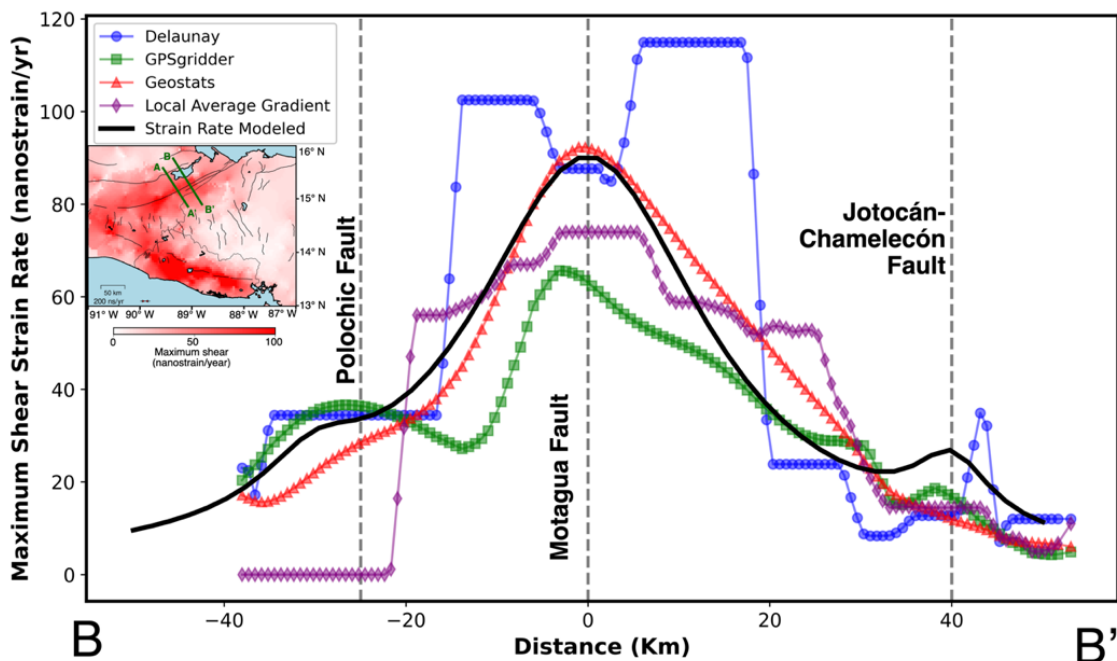 Maximum Shear Strain Rate (nanostrain/yr)
120
100
80
60
40
20
0
Delaunay
GPSgridder
Geostats
Local Average Gradient
Strain Rate Modeled
B
A
A'
B'
16° N
15° N
14° N
13° N
50 km
200 ns/yr
91° W
90° W
89° W
88° W
87° W
0
100
Maximum shear
(nanostrain/year)
Polochic Fault
Motagua Fault
Jotocán-
Chamelecón
Fault
−40
−20
0
20
40
B
Distance (Km)
B'